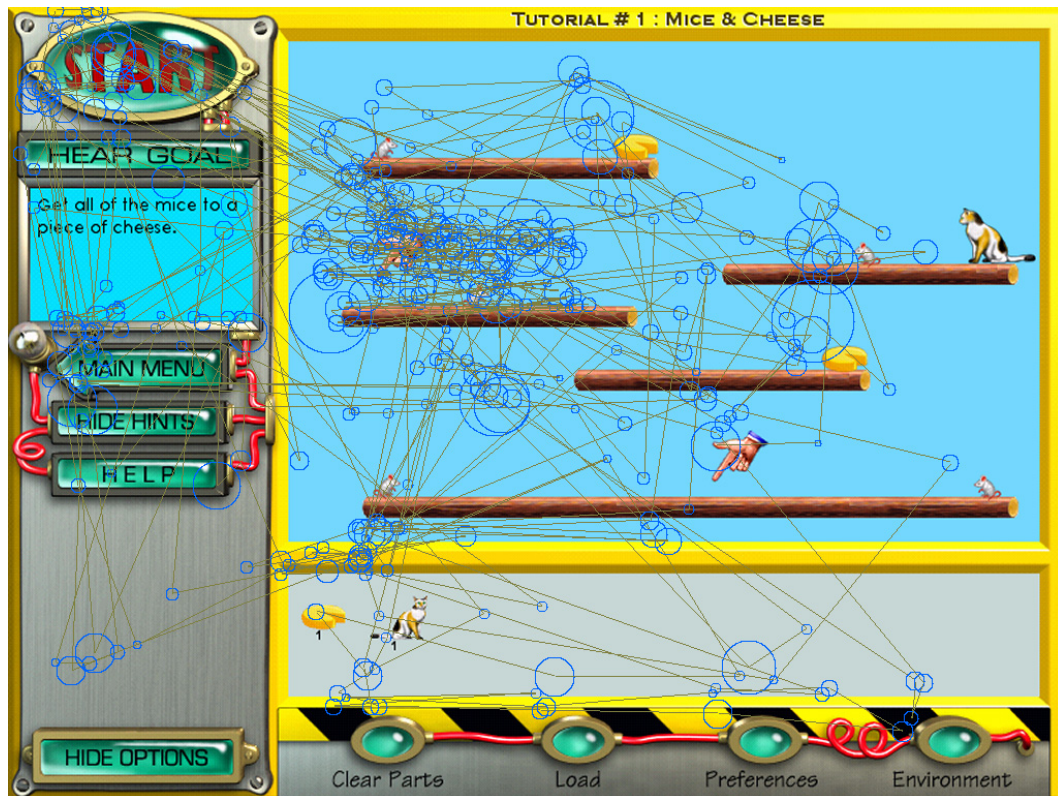 TUTORIAL # 1 : MICE & CHEESE
START
HEAR GOAL
Get all of the mice to a
piece of cheese.
MAIN MENU
HIDE HINTS
HELP
1
1
HIDE OPTIONS
Clear Parts
Load
Preferences
Environment